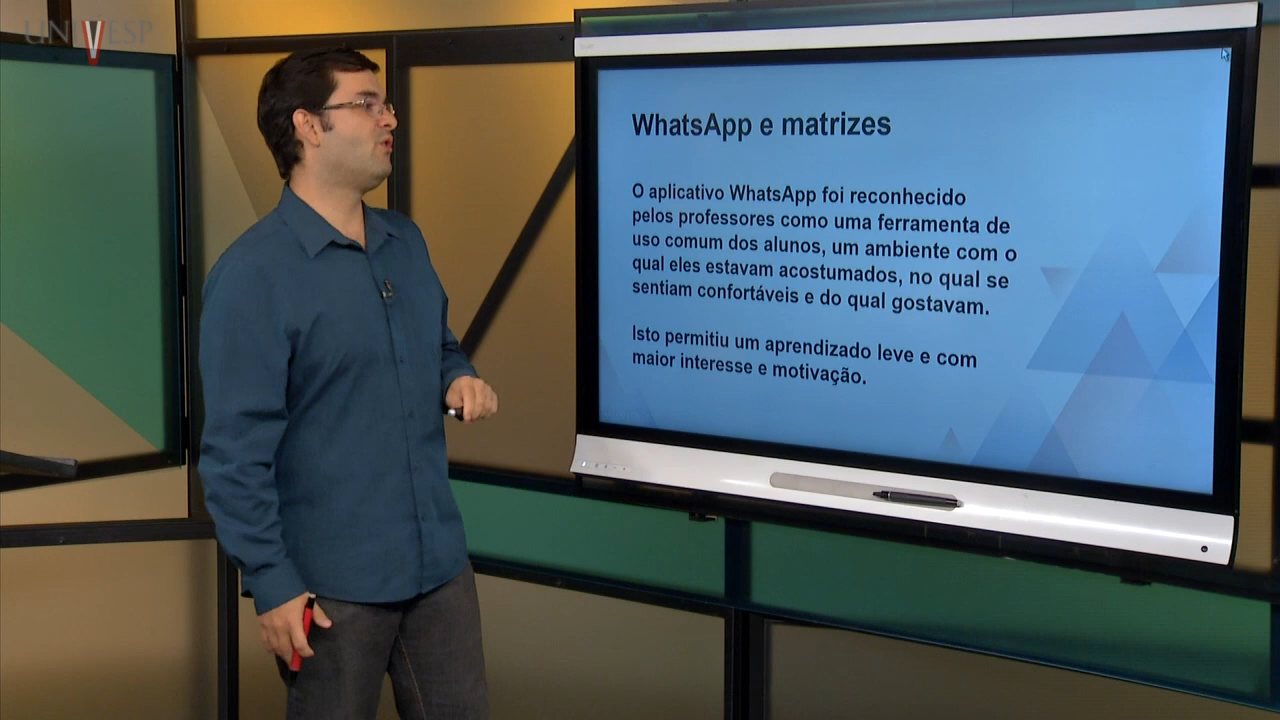 UNIVESP
WhatsApp e matrizes
O aplicativo WhatsApp foi reconhecido
pelos professores como uma ferramenta de
uso comum dos alunos, um ambiente com o
qual eles estavam acostumados, no qual se
sentiam confortáveis e do qual gostavam.
Isto permitiu um aprendizado leve e com
maior interesse e motivação.